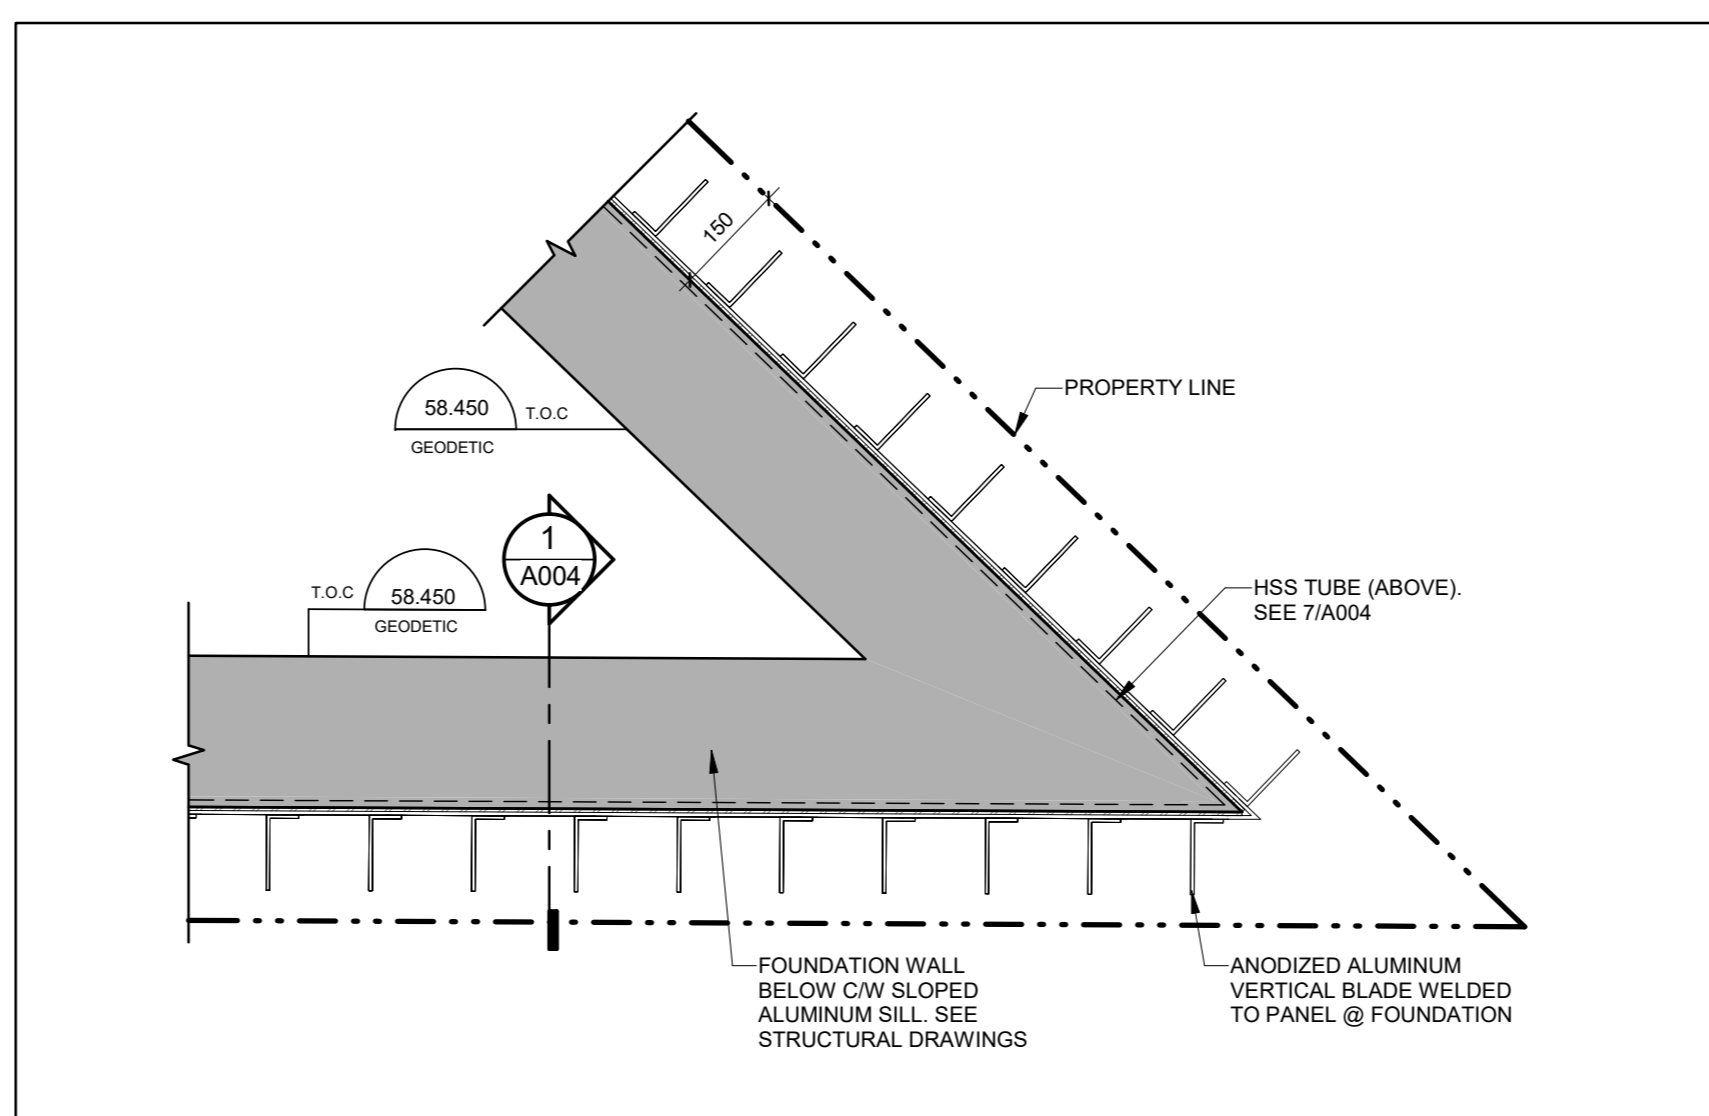 150
PROPERTY LINE
58.450
T.O.C
GEODETIC
1
A004
T.O.C
58.450
GEODETIC
HSS TUBE (ABOVE).
SEE 7/A004
FOUNDATION WALL
BELOW C/W SLOPED
ALUMINUM SILL. SEE
STRUCTURAL DRAWINGS
ANODIZED ALUMINUM
VERTICAL BLADE WELDED
TO PANEL @ FOUNDATION